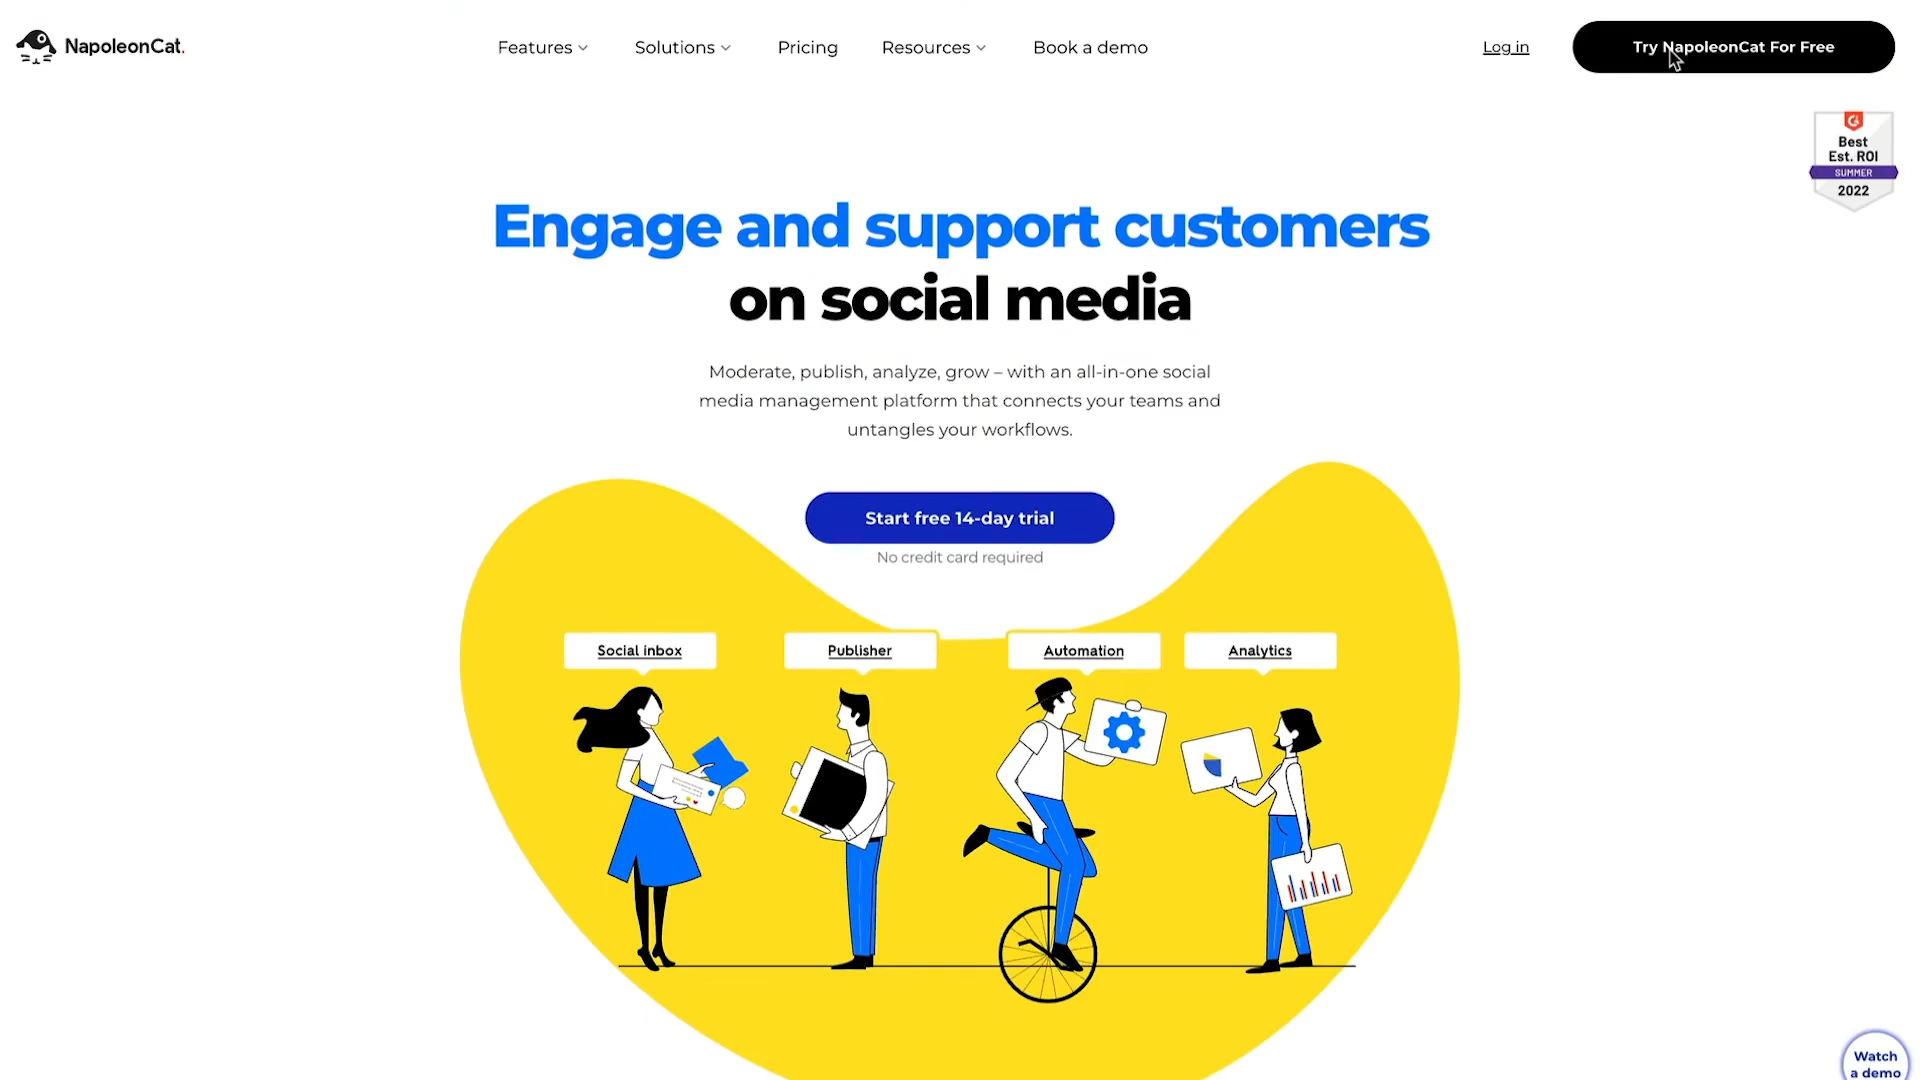 NapoleonCat.
Features
Solutions
Pricing
Resources
Book a demo
Log in
Try NapoleonCat For Free
Best
Est. ROI
SUMMER
2022
Engage and support customers
on social media
Moderate, publish, analyze, grow – with an all-in-one social
media management platform that connects your teams and
untangles your workflows.
Start free 14-day trial
No credit card required
Social inbox
Publisher
Automation
Analytics
Watch
a demo